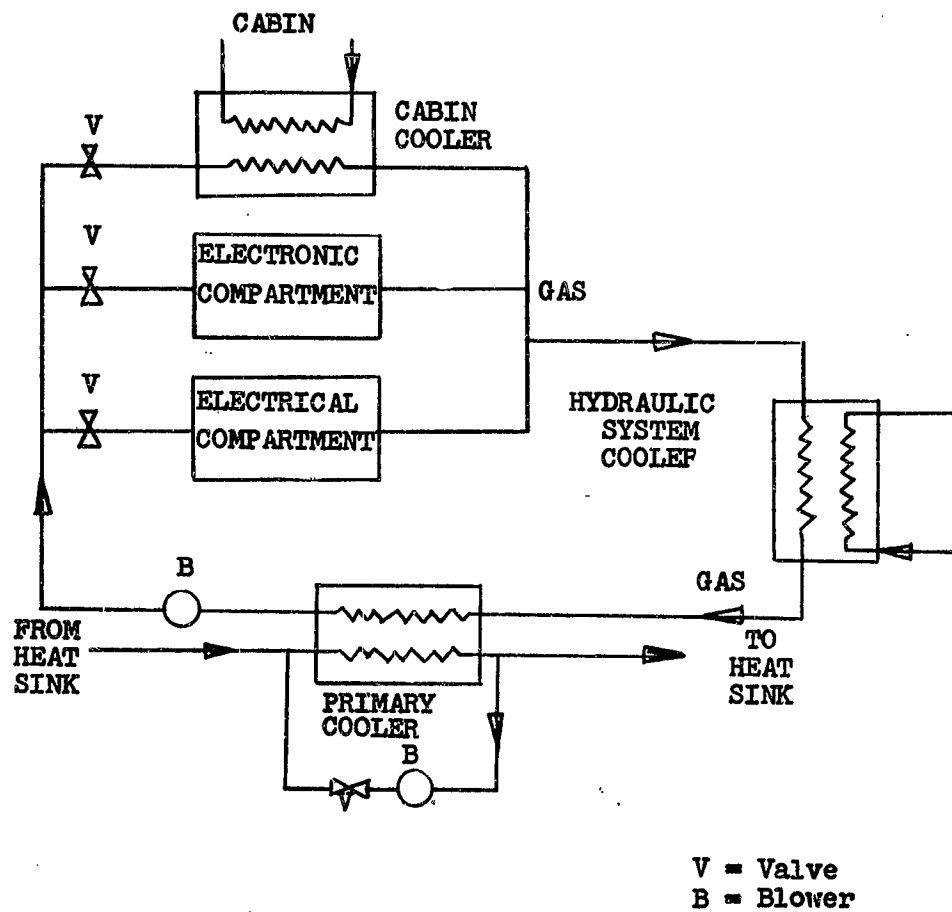 CABIN
CABIN
COOLER
V
V
ELECTRONIC
COMPARTMENT
GAS
V
ELECTRICAL
COMPARTMENT
HYDRAULIC
SYSTEM
COOLEF
B
GAS
FROM
HEAT
SINK
TO
HEAT
SINK
PRIMARY
COOLER
B
V
V = Valve
B = Blower